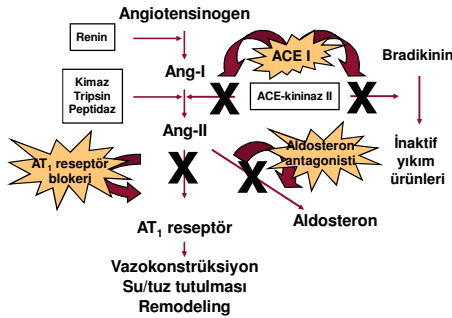 Angiotensinogen
Renin
ACE I
Bradikinin
Ang-I
Kimaz
Tripsin
Peptidaz
ACE-kininaz II
Ang-II
AT1 reseptör
blokeri
Aldosteron
antagonisti
İnaktif
yıkım
ürünleri
X
X
X
X
Aldosteron
AT1 reseptör
Vazokonstrüksiyon
Su/tuz tutulması
Remodeling